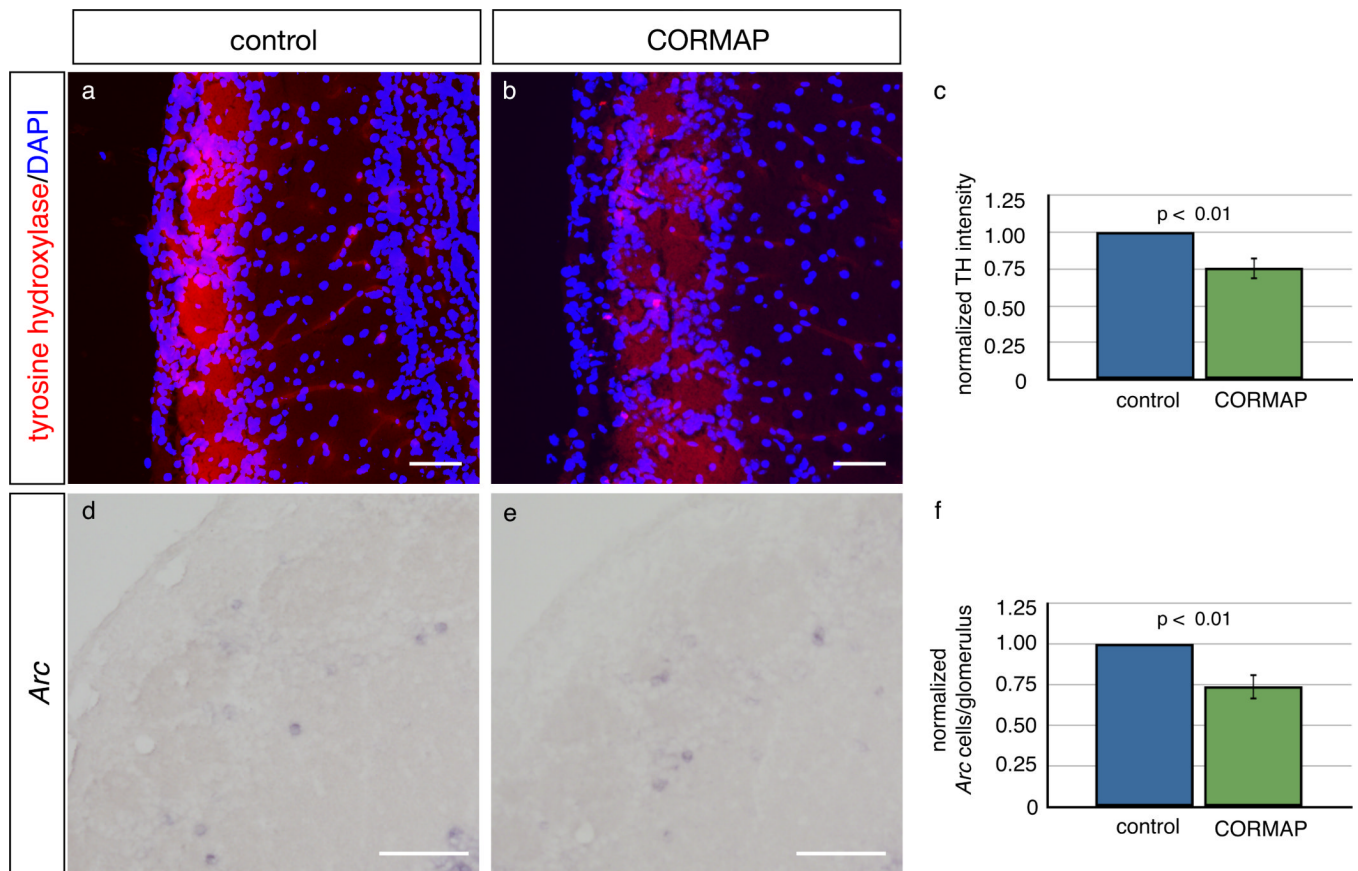 control
CORMAP
tyrosine hydroxylase/DAPI
a
b
c
normalized TH intensity
1.25
1.00
0.75
0.50
0.25
0
p < 0.01
control
CORMAP
Arc
d
e
f
normalized
Arc cells/glomerulus
1.25
1.00
0.75
0.50
0.25
0
p < 0.01
control
CORMAP